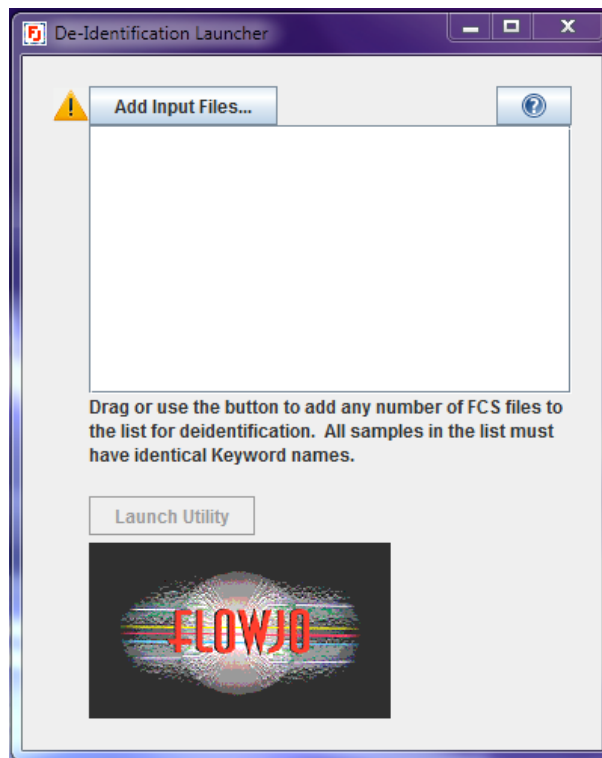 De-Identification Launcher
Add Input Files...
Drag or use the button to add any number of FCS files to
the list for deidentification. All samples in the list must
have identical Keyword names.
Launch Utility
FLOWJO